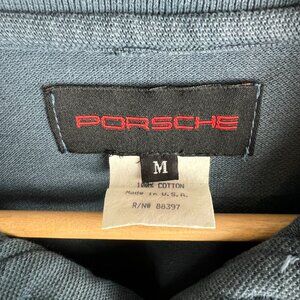 PORSCHE
M
100% COTTON
Made in U.S.A.
R/N# 88397